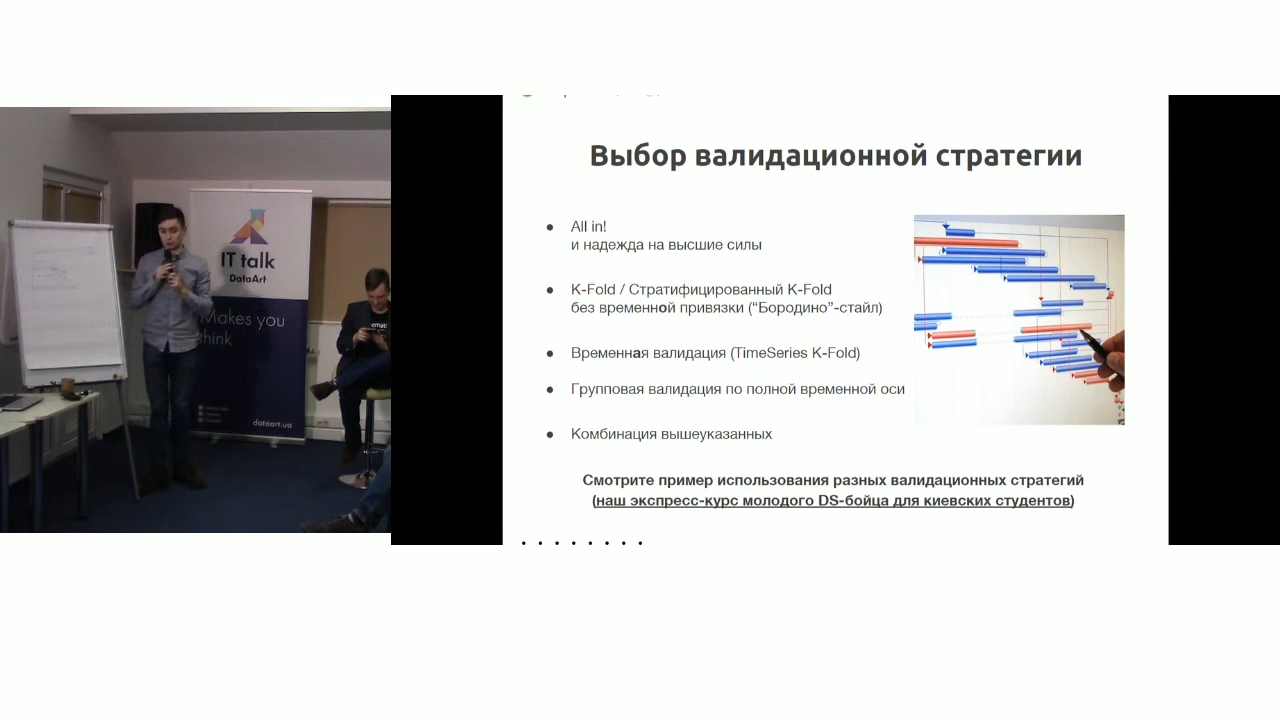 IT talk
DataArt
Makes you
think
dataart.ua
Выбор валидационной стратегии
● All in!
и надежда на высшие силы
● K-Fold / Стратифицированный K-Fold
без временнóй привязки (“Бородино”-стайл)
● Временная валидация (TimeSeries K-Fold)
● Групповая валидация по полной временной оси
● Комбинация вышеуказанных
Смотрите пример использования разных валидационных стратегий
(наш экспресс-курс молодого DS-бойца для киевских студентов)